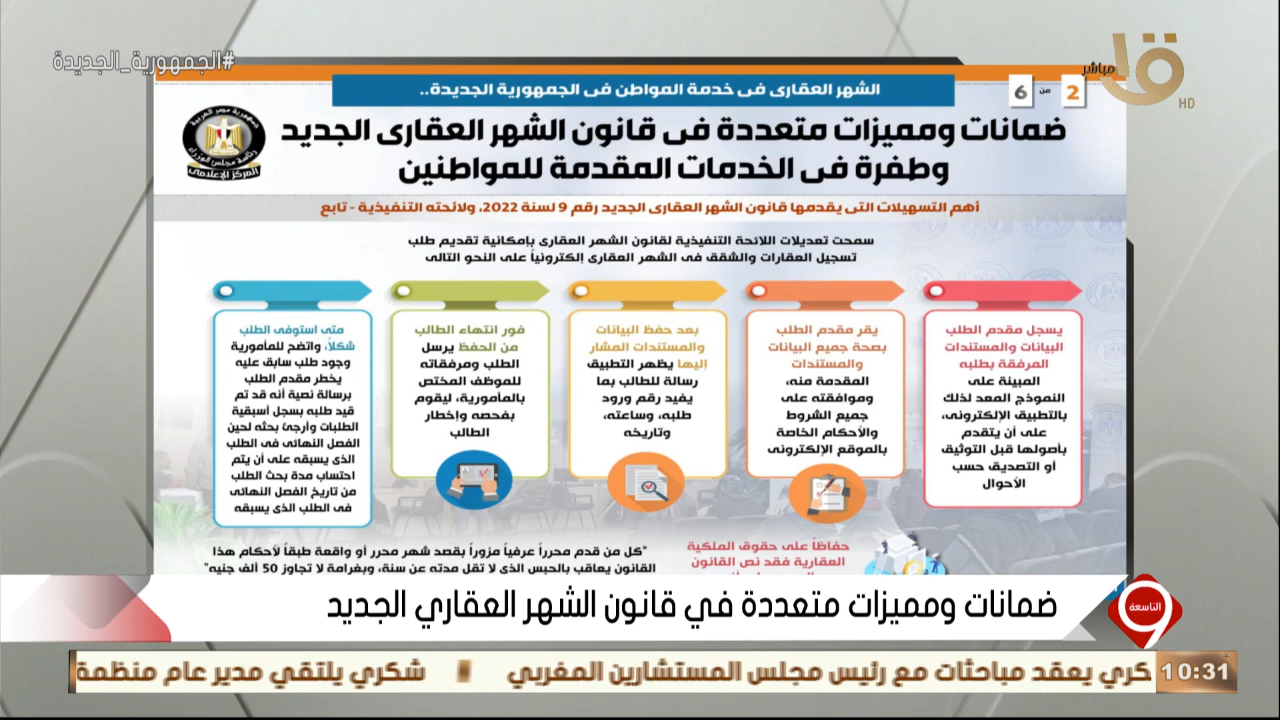 #الجمهورية_الجديدة
مباشر
HD
الشهر العقارى فى خدمة المواطن فى الجمهورية الجديدة..
2 من 6
ضمانات ومميزات متعددة فى قانون الشهر العقارى الجديد
وطفرة فى الخدمات المقدمة للمواطنين
جمهورية مصر العربية
رئاسة مجلس الوزراء
المركز الإعلامى
أهم التسهيلات التى يقدمها قانون الشهر العقارى الجديد رقم 9 لسنة 2022، ولائحته التنفيذية - تابع
سمحت تعديلات اللائحة التنفيذية لقانون الشهر العقارى بإمكانية تقديم طلب
تسجيل العقارات والشقق فى الشهر العقارى إلكترونياً على النحو التالى
يسجل مقدم الطلب
البيانات والمستندات
المرفقة بطلبه
المبينة على
النموذج المعد لذلك
بالتطبيق الإلكترونى،
على أن يتقدم
بأصولها قبل التوثيق
أو التصديق حسب
الأحوال
يقر مقدم الطلب
بصحة جميع البيانات
والمستندات
المقدمة منه،
وموافقته على
جميع الشروط
والأحكام الخاصة
بالموقع الإلكترونى
بعد حفظ البيانات
والمستندات المشار
إليها يظهر التطبيق
رسالة للطالب بما
يفيد رقم ورود
طلبه، وساعته،
وتاريخه
فور انتهاء الطالب
من الحفظ يرسل
الطلب ومرفقاته
للموظف المختص
بالمأمورية، ليقوم
بفحصه وإخطار
الطالب
متى استوفى الطلب
شكلاً، واتضح للمأمورية
وجود طلب سابق عليه
يخطر مقدم الطلب
برسالة نصية أنه قد تم
قيد طلبه بسجل أسبقية
الطلبات وأرجئ بحثه لحين
الفصل النهائى فى الطلب
الذى يسبقه على أن يتم
احتساب مدة بحث الطلب
من تاريخ الفصل النهائى
فى الطلب الذى يسبقه
حفاظاً على حقوق الملكية
العقارية فقد نص القانون
"كل من قدم محرراً عرفياً مزوراً بقصد شهر محرر أو واقعة طبقاً لأحكام هذا
القانون يعاقب بالحبس الذى لا تقل مدته عن سنة، وبغرامة لا تجاوز 50 ألف جنيه"
ضمانات ومميزات متعددة في قانون الشهر العقاري الجديد
التاسعة
9
10:31
كري يعقد مباحثات مع رئيس مجلس المستشارين المغربي
شكري يلتقي مدير عام منظمة